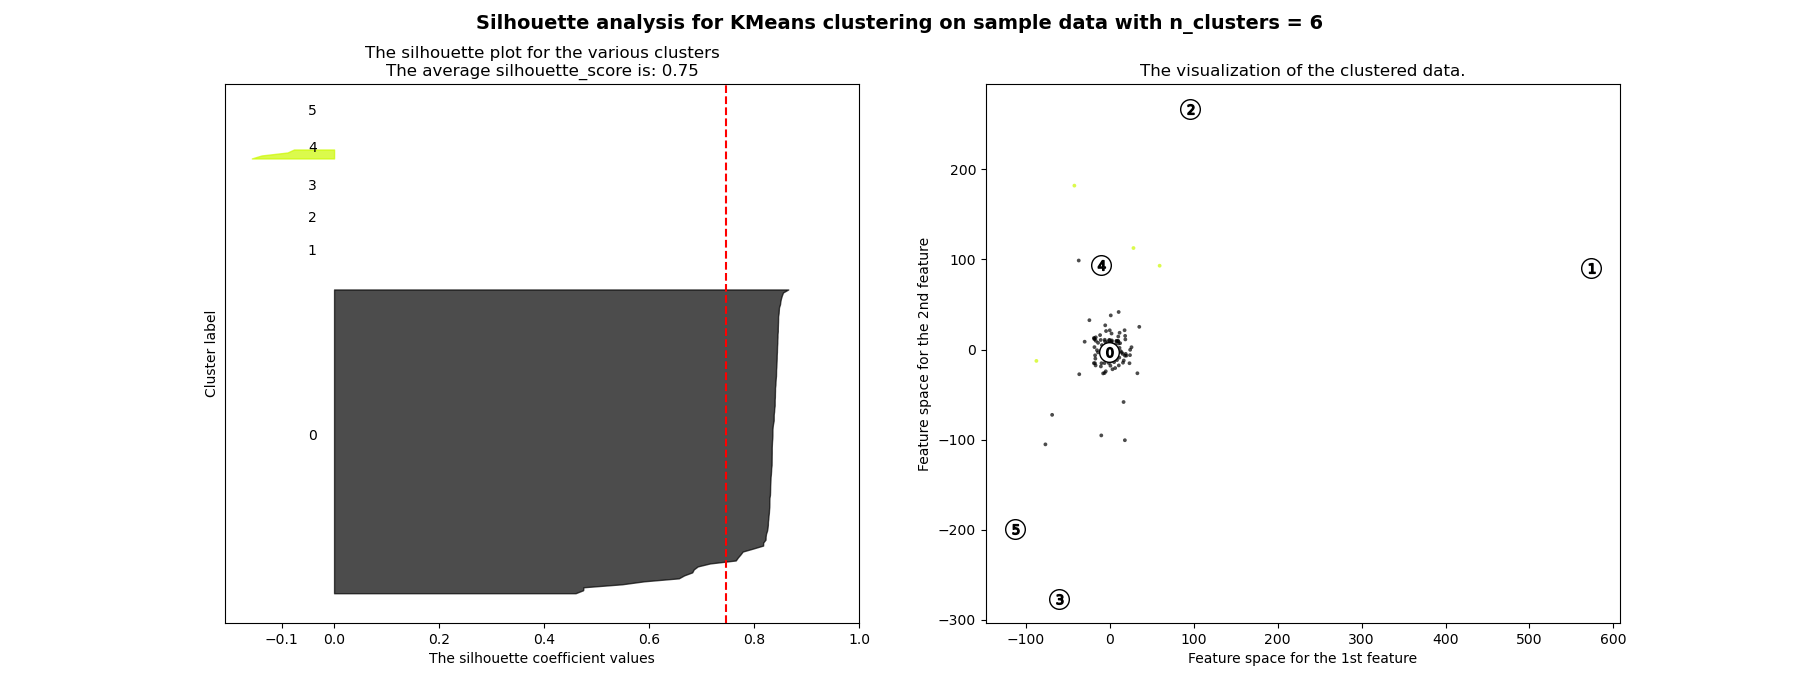 Silhouette analysis for KMeans clustering on sample data with n_clusters = 6
The silhouette plot for the various clusters
The average silhouette_score is: 0.75
5
4
3
2
1
0
Cluster label
−0.1 0.0 0.2 0.4 0.6 0.8 1.0
The silhouette coefficient values
The visualization of the clustered data.
2
4
1
0
5
3
Feature space for the 2nd feature
200
100
0
−100
−200
−300
−100 0 100 200 300 400 500 600
Feature space for the 1st feature